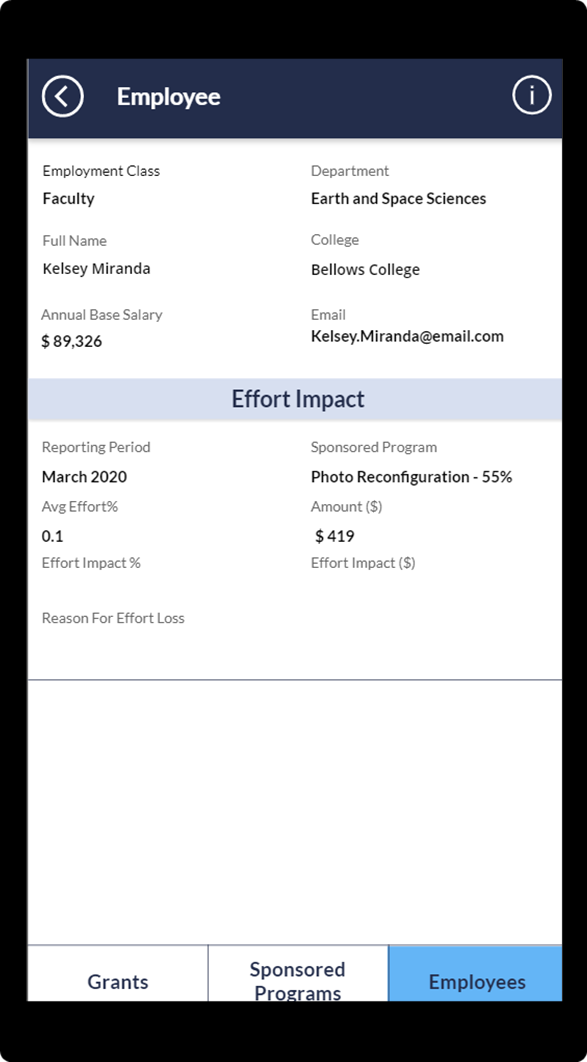 Employee
i
Employment Class
Department
Faculty
Earth and Space Sciences
Full Name
College
Kelsey Miranda
Bellows College
Annual Base Salary
Email
$ 89,326
Kelsey.Miranda@email.com
Effort Impact
Reporting Period
Sponsored Program
March 2020
Photo Reconfiguration - 55%
Avg Effort%
Amount ($)
0.1
$ 419
Effort Impact %
Effort Impact ($)
Reason For Effort Loss
Grants
Sponsored
Programs
Employees